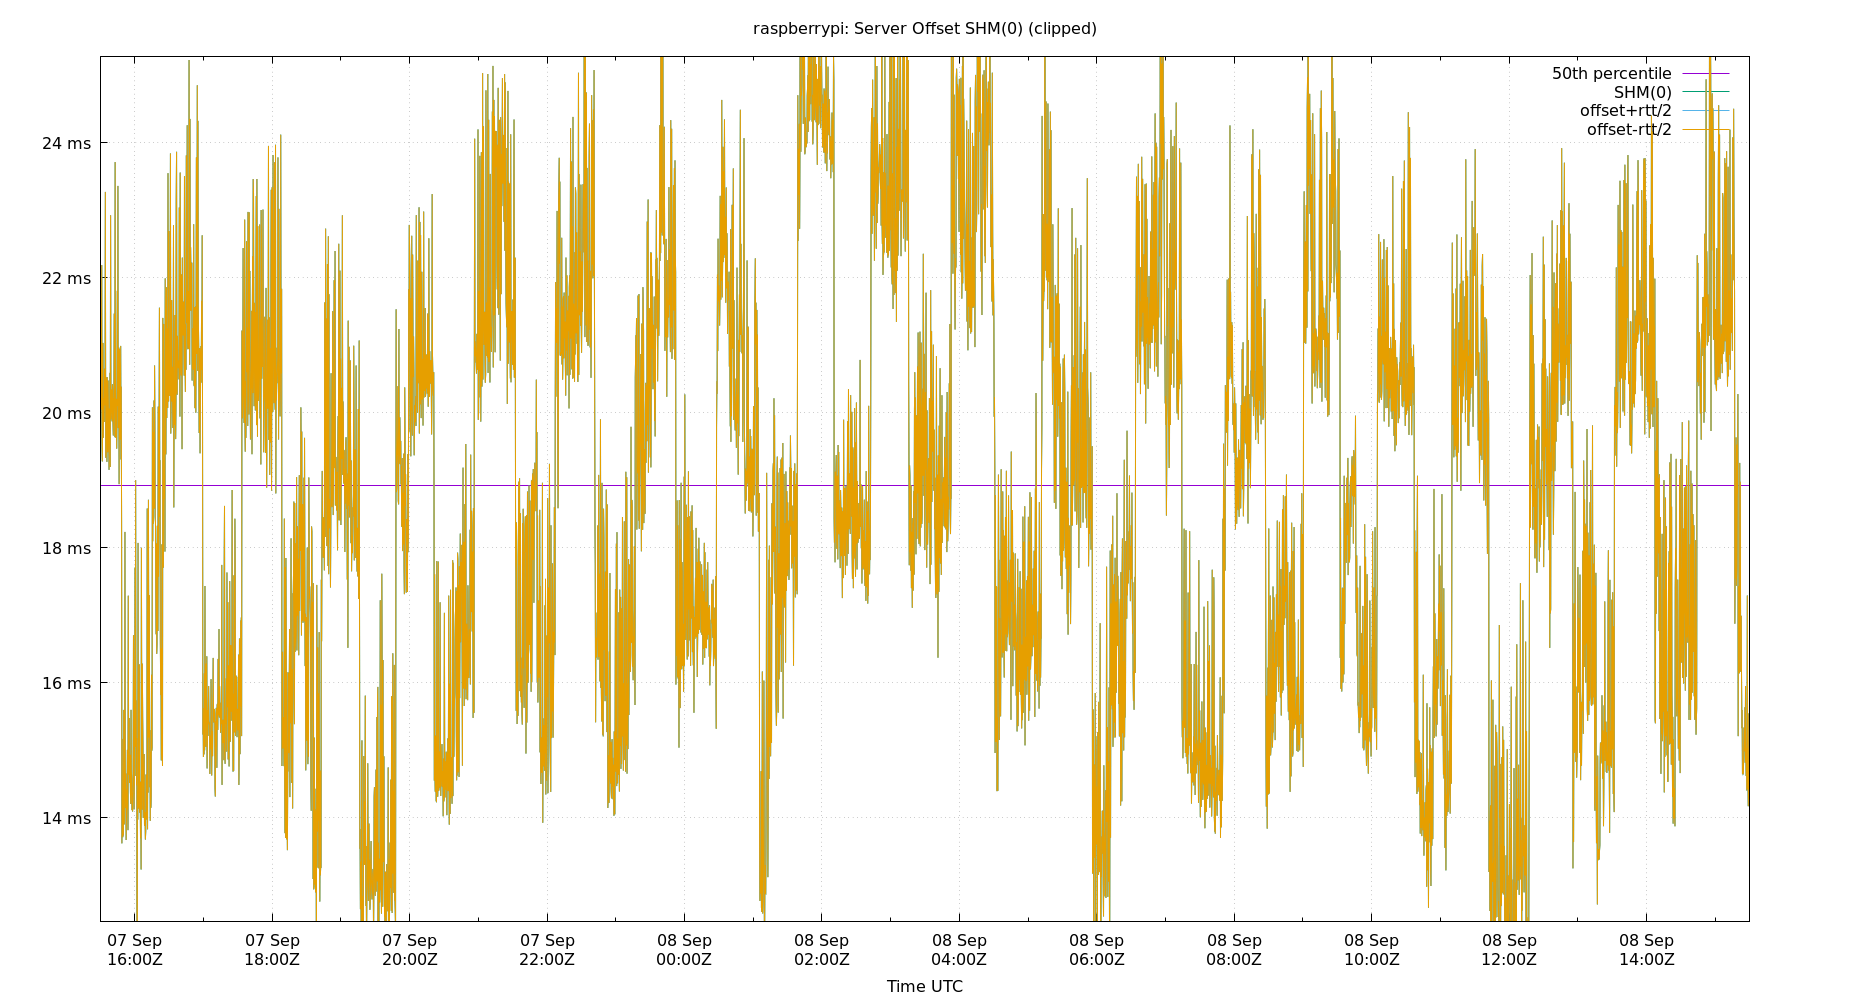 raspberrypi: Server Offset SHM(0) (clipped)
50th percentile
SHM(0)
offset+rtt/2
offset-rtt/2
24 ms
22 ms
20 ms
18 ms
16 ms
14 ms
07 Sep 07 Sep 07 Sep 07 Sep 08 Sep 08 Sep 08 Sep 08 Sep 08 Sep 08 Sep 08 Sep 08 Sep
16:00Z 18:00Z 20:00Z 22:00Z 00:00Z 02:00Z 04:00Z 06:00Z 08:00Z 10:00Z 12:00Z 14:00Z
Time UTC